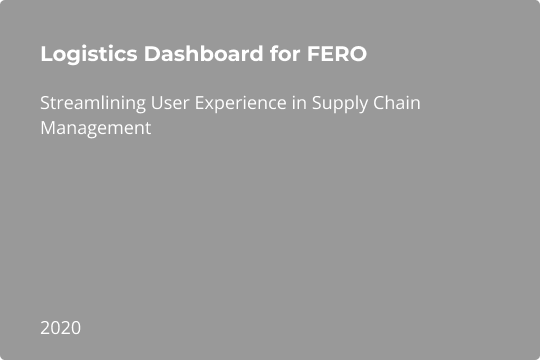 Logistics Dashboard for FERO
Streamlining User Experience in Supply Chain
Management
2020